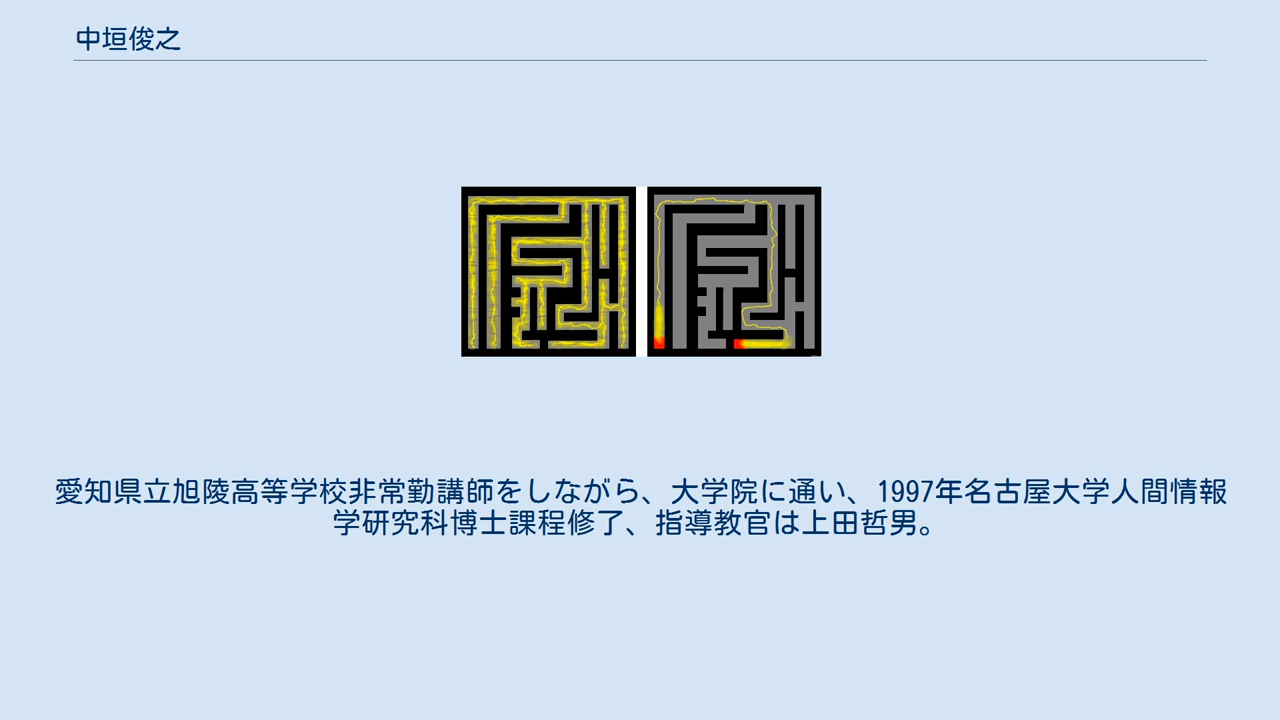 中垣俊之
愛知県立旭陵高等学校非常勤講師をしながら、大学院に通い、1997年名古屋大学人間情報
学研究科博士課程修了、指導教官は上田哲男。